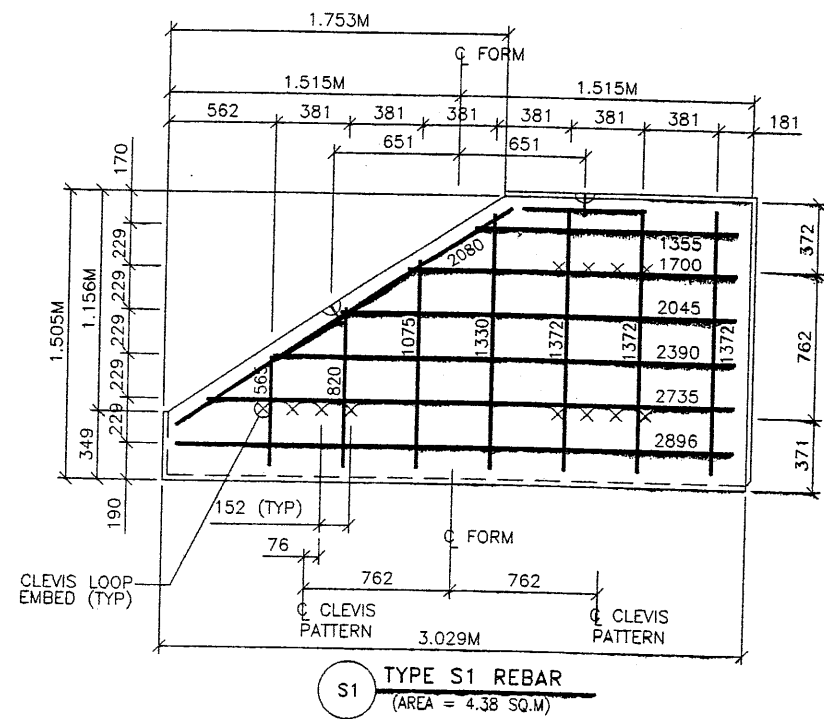 1.753M
℄ FORM
1.515M 1.515M
562 381 381 381 381 381 381 181
651 651
170
229
229
229
229
229
190
1.505M
1.156M
349
2080
1355
1700
2045
2390
2735
2896
565
820
1075
1330
1372
1372
1372
372
762
371
152 (TYP)
76
℄ FORM
762 762
CLEVIS LOOP
EMBED (TYP)
℄ CLEVIS
PATTERN
℄ CLEVIS
PATTERN
3.029M
S1
TYPE S1 REBAR
(AREA = 4.38 SQ.M)